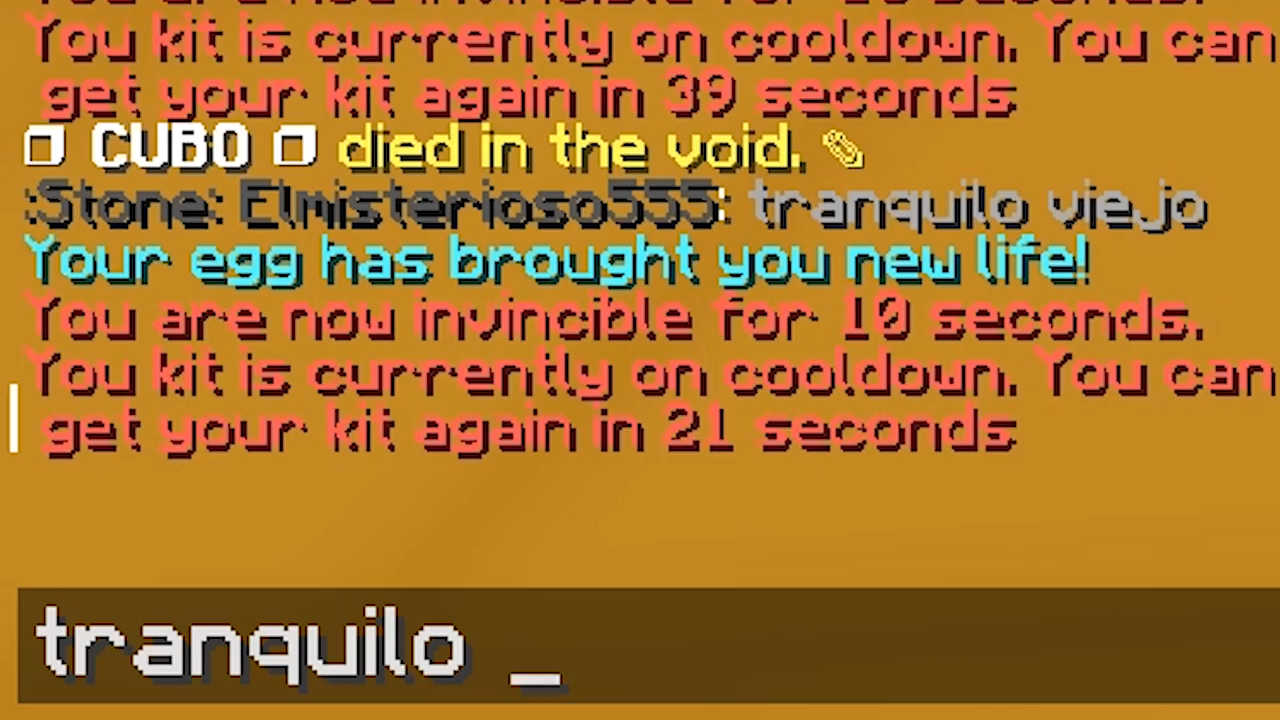 You kit is currently on cooldown. You can
get your kit again in 39 seconds
❒ CUBO ❒ died in the void. ✎
:Stone: Elmisterioso555: tranquilo viejo
Your egg has brought you new life!
You are now invincible for 10 seconds.
You kit is currently on cooldown. You can
get your kit again in 21 seconds
tranquilo _